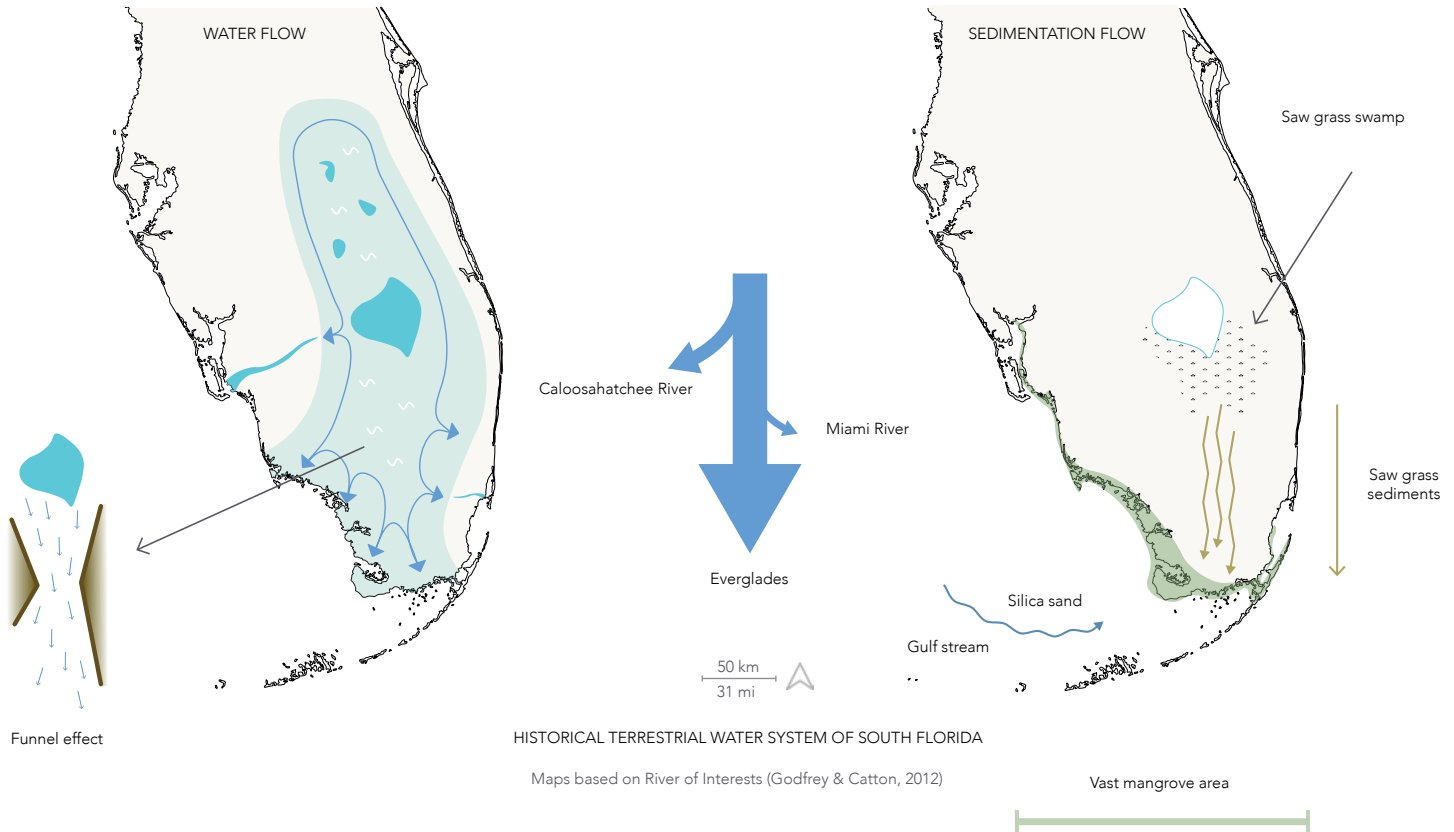 WATER FLOW
SEDIMENTATION FLOW
Saw grass swamp
Caloosahatchee River
Miami River
Saw grass
sediments
Everglades
Silica sand
Gulf stream
50 km
31 mi
Funnel effect
HISTORICAL TERRESTRIAL WATER SYSTEM OF SOUTH FLORIDA
Maps based on River of Interests (Godfrey & Catton, 2012)
Vast mangrove area